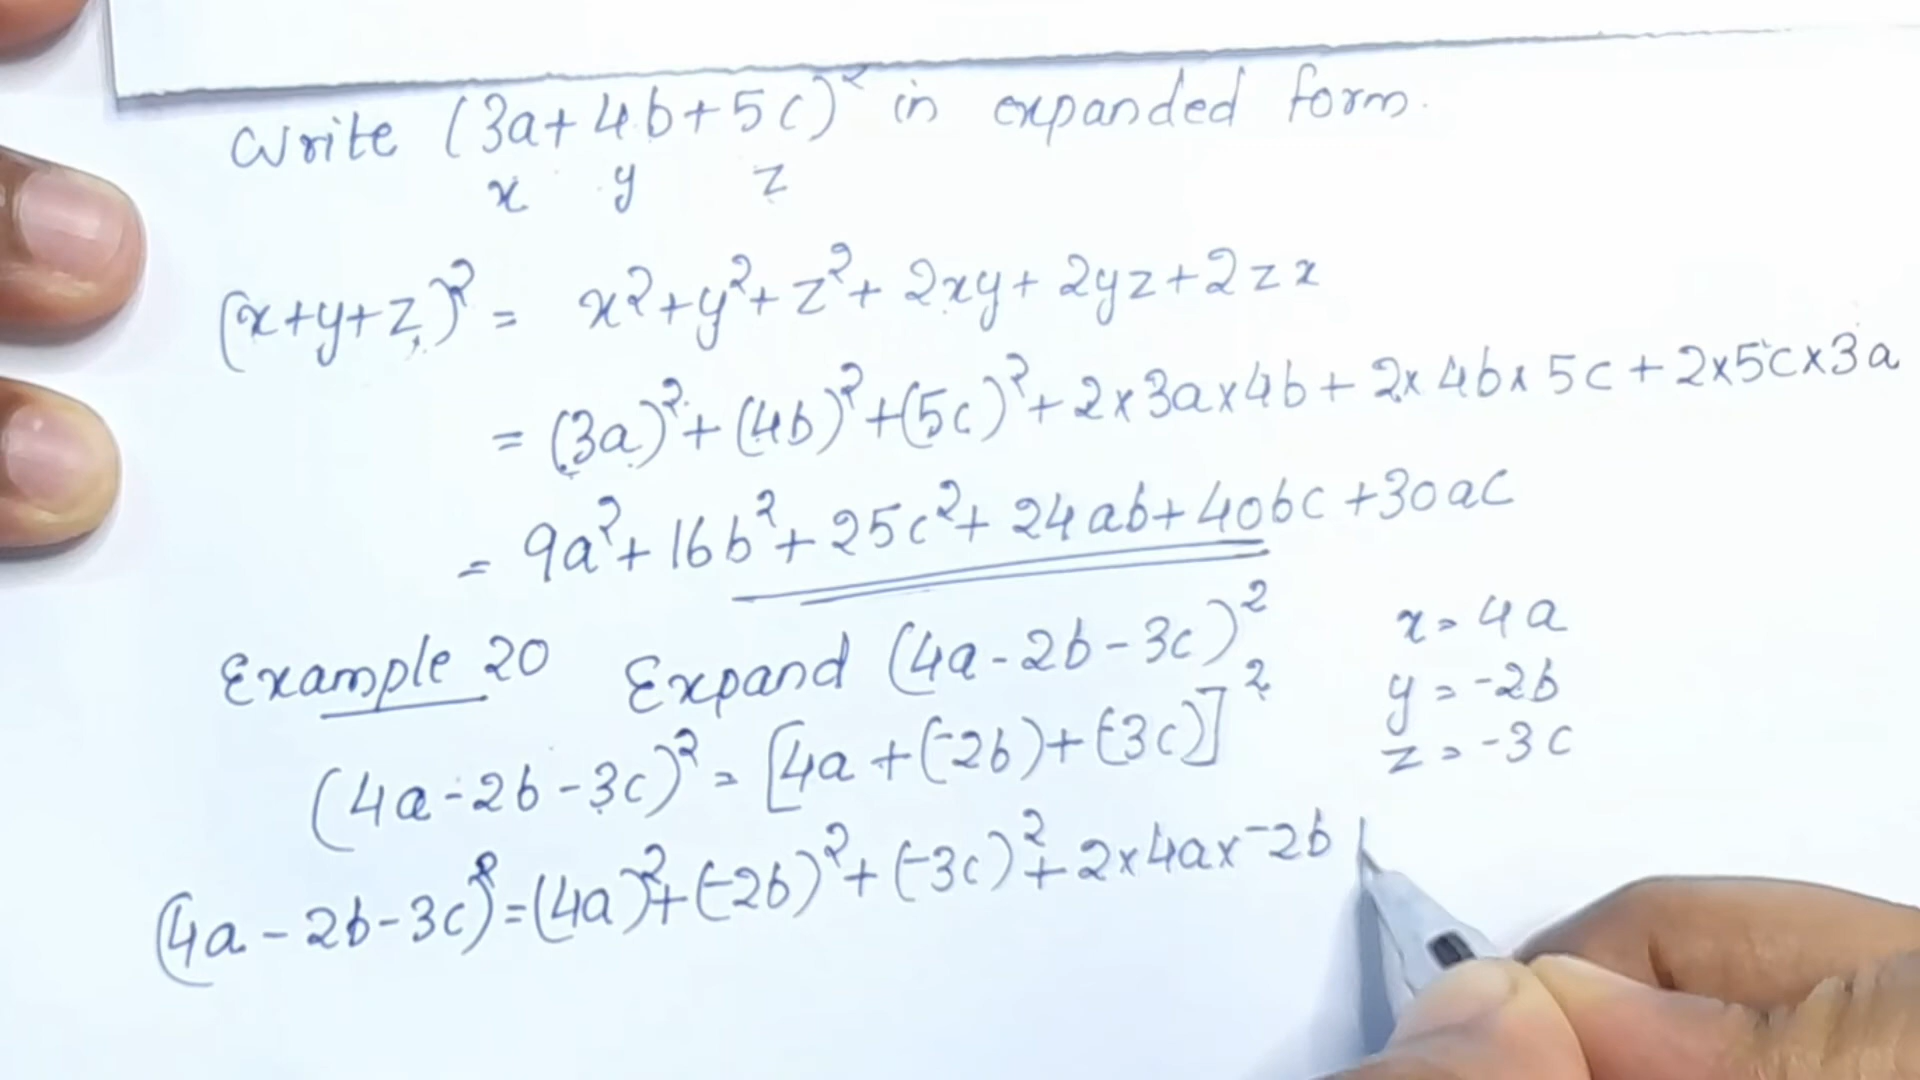 Write (3a+4b+5c)² in expanded form.
x y z
(x+y+z)² = x²+y²+z²+2xy+2yz+2zx
= (3a)²+(4b)²+(5c)²+2×3a×4b+2×4b×5c+2×5c×3a
= 9a²+16b²+25c²+24ab+40bc+30ac
Example 20 Expand (4a-2b-3c)²
x=4a
y=-2b
z=-3c
(4a-2b-3c)²=[4a+(-2b)+(-3c)]²
(4a-2b-3c)²=(4a)²+(-2b)²+(-3c)²+2×4a×-2b